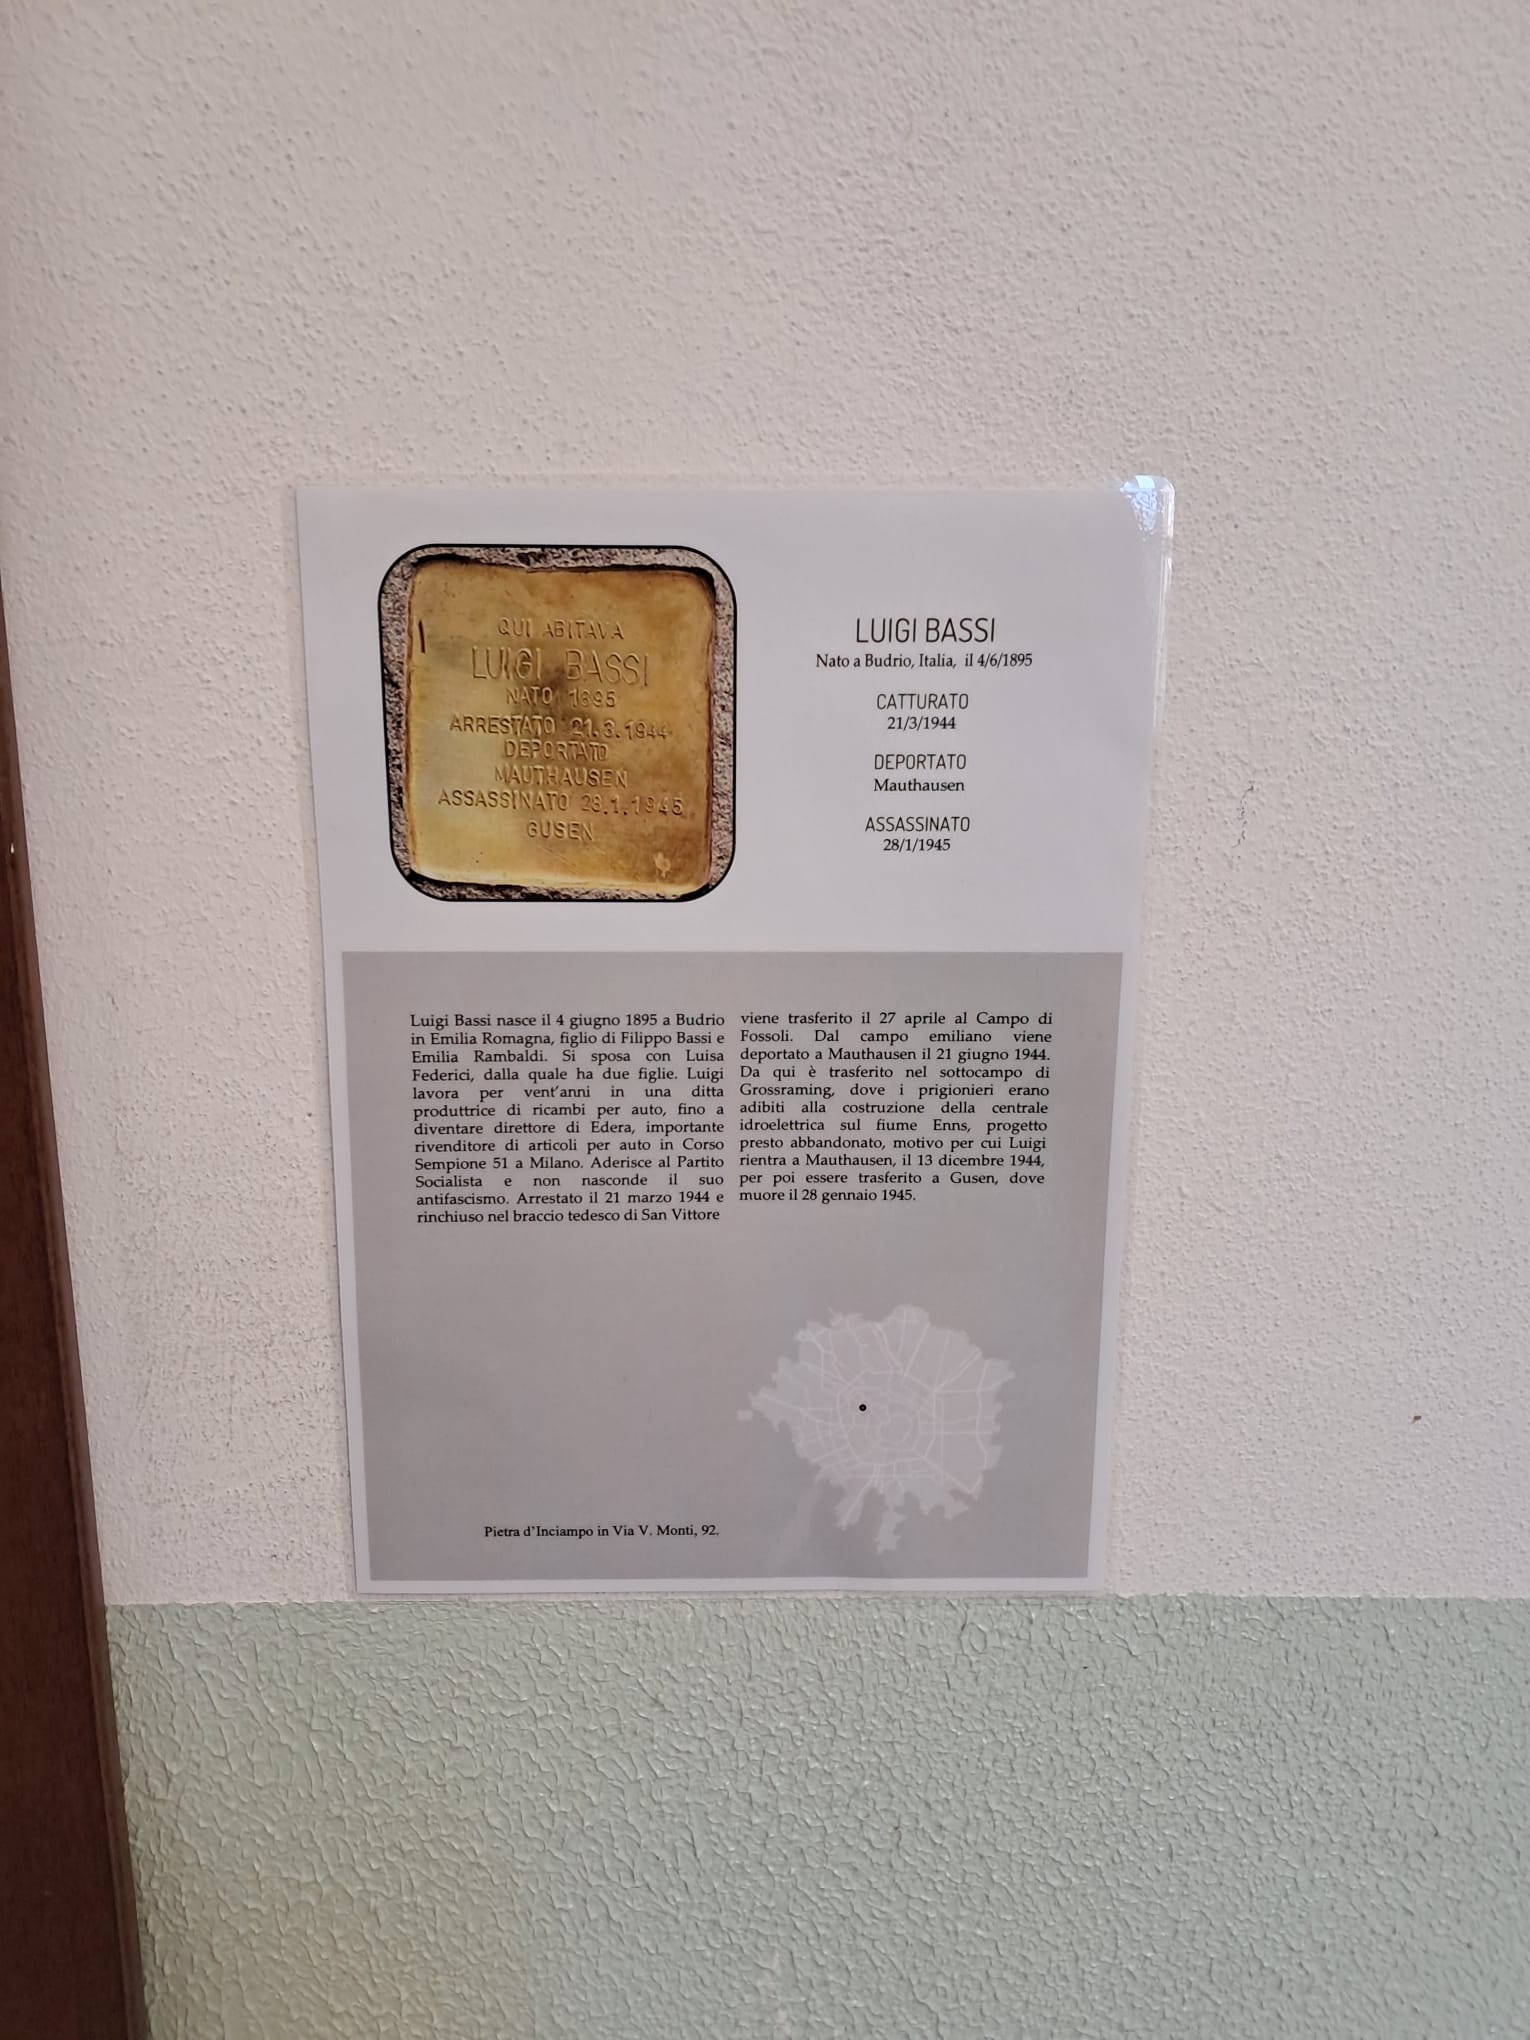 QUI ABITAVA
LUIGI BASSI
NATO 1895
ARRESTATO 21.3.1944
DEPORTATO
MAUTHAUSEN
ASSASSINATO 28.1.1945
GUSEN
LUIGI BASSI
Nato a Budrio, Italia, il 4/6/1895
CATTURATO
21/3/1944
DEPORTATO
Mauthausen
ASSASSINATO
28/1/1945
Luigi Bassi nasce il 4 giugno 1895 a Budrio
in Emilia Romagna, figlio di Filippo Bassi e
Emilia Rambaldi. Si sposa con Luisa
Federici, dalla quale ha due figlie. Luigi
lavora per vent'anni in una ditta
produttrice di ricambi per auto, fino a
diventare direttore di Edera, importante
rivenditore di articoli per auto in Corso
Sempione 51 a Milano. Aderisce al Partito
Socialista e non nasconde il suo
antifascismo. Arrestato il 21 marzo 1944 e
rinchiuso nel braccio tedesco di San Vittore
viene trasferito il 27 aprile al Campo di
Fossoli. Dal campo emiliano viene
deportato a Mauthausen il 21 giugno 1944.
Da qui è trasferito nel sottocampo di
Grossraming, dove i prigionieri erano
adibiti alla costruzione della centrale
idroelettrica sul fiume Enns, progetto
presto abbandonato, motivo per cui Luigi
rientra a Mauthausen, il 13 dicembre 1944,
per poi essere trasferito a Gusen, dove
muore il 28 gennaio 1945.
Pietra d'Inciampo in Via V. Monti, 92.